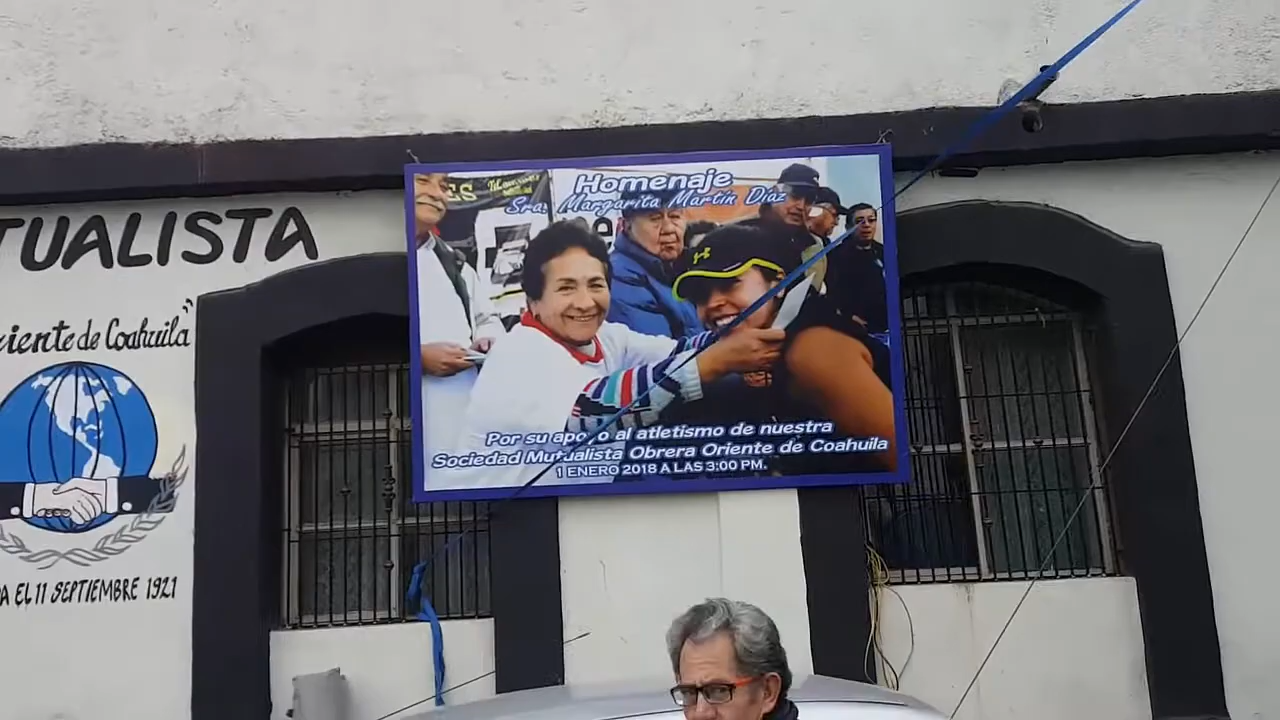 TUALISTA
riente de Coahuila"
A EL 11 SEPTIEMBRE 1921
Homenaje
Sra. Margarita Martín Díaz
Por su apoyo al atletismo de nuestra
Sociedad Mutualista Obrera Oriente de Coahuila
1 ENERO 2018 A LAS 3:00 PM.